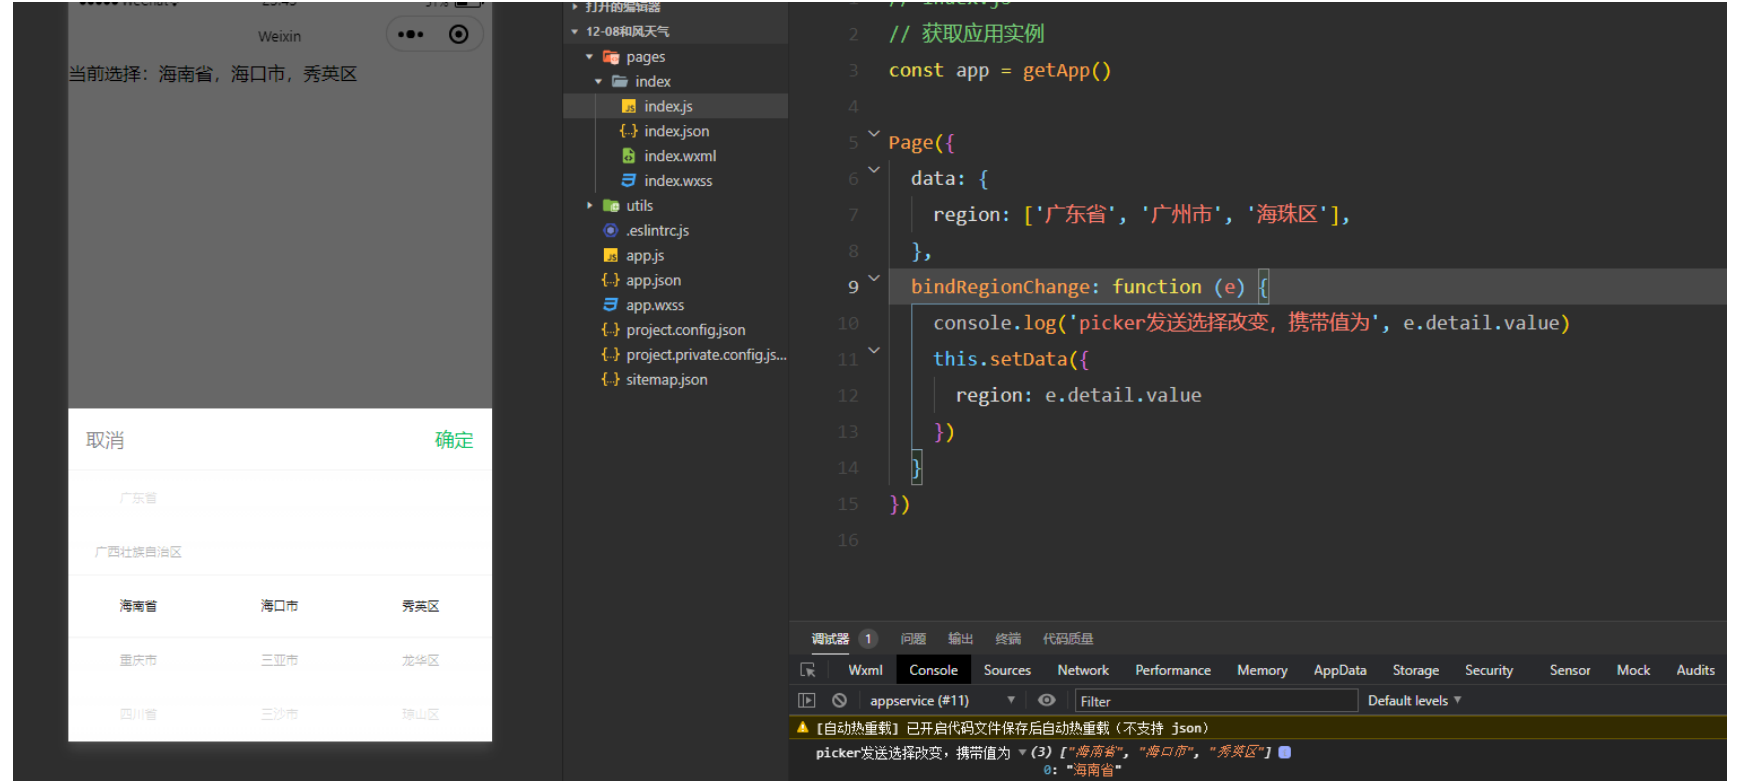 Weixin
当前选择：海南省，海口市，秀英区
取消
确定
广东省
广西壮族自治区
海南省 海口市 秀英区
重庆市 三亚市 龙华区
四川省 三沙市 琼山区
打开的编辑器
12-08和风天气
pages
index
index.js
index.json
index.wxml
index.wxss
utils
.eslintrc.js
app.js
app.json
app.wxss
project.config.json
project.private.config.js...
sitemap.json
// index.js
2 // 获取应用实例
3 const app = getApp()
4
5 Page({
6 data: {
7 region: ['广东省', '广州市', '海珠区'],
8 },
9 bindRegionChange: function (e) {
10 console.log('picker发送选择改变，携带值为', e.detail.value)
11 this.setData({
12 region: e.detail.value
13 })
14 }
15 })
16
调试器 1 问题 输出 终端 代码质量
Wxml Console Sources Network Performance Memory AppData Storage Security Sensor Mock Audits
appservice (#11) Filter Default levels
[自动热重载] 已开启代码文件保存后自动热重载（不支持 json）
picker发送选择改变，携带值为 (3) ["海南省", "海口市", "秀英区"]
0: "海南省"